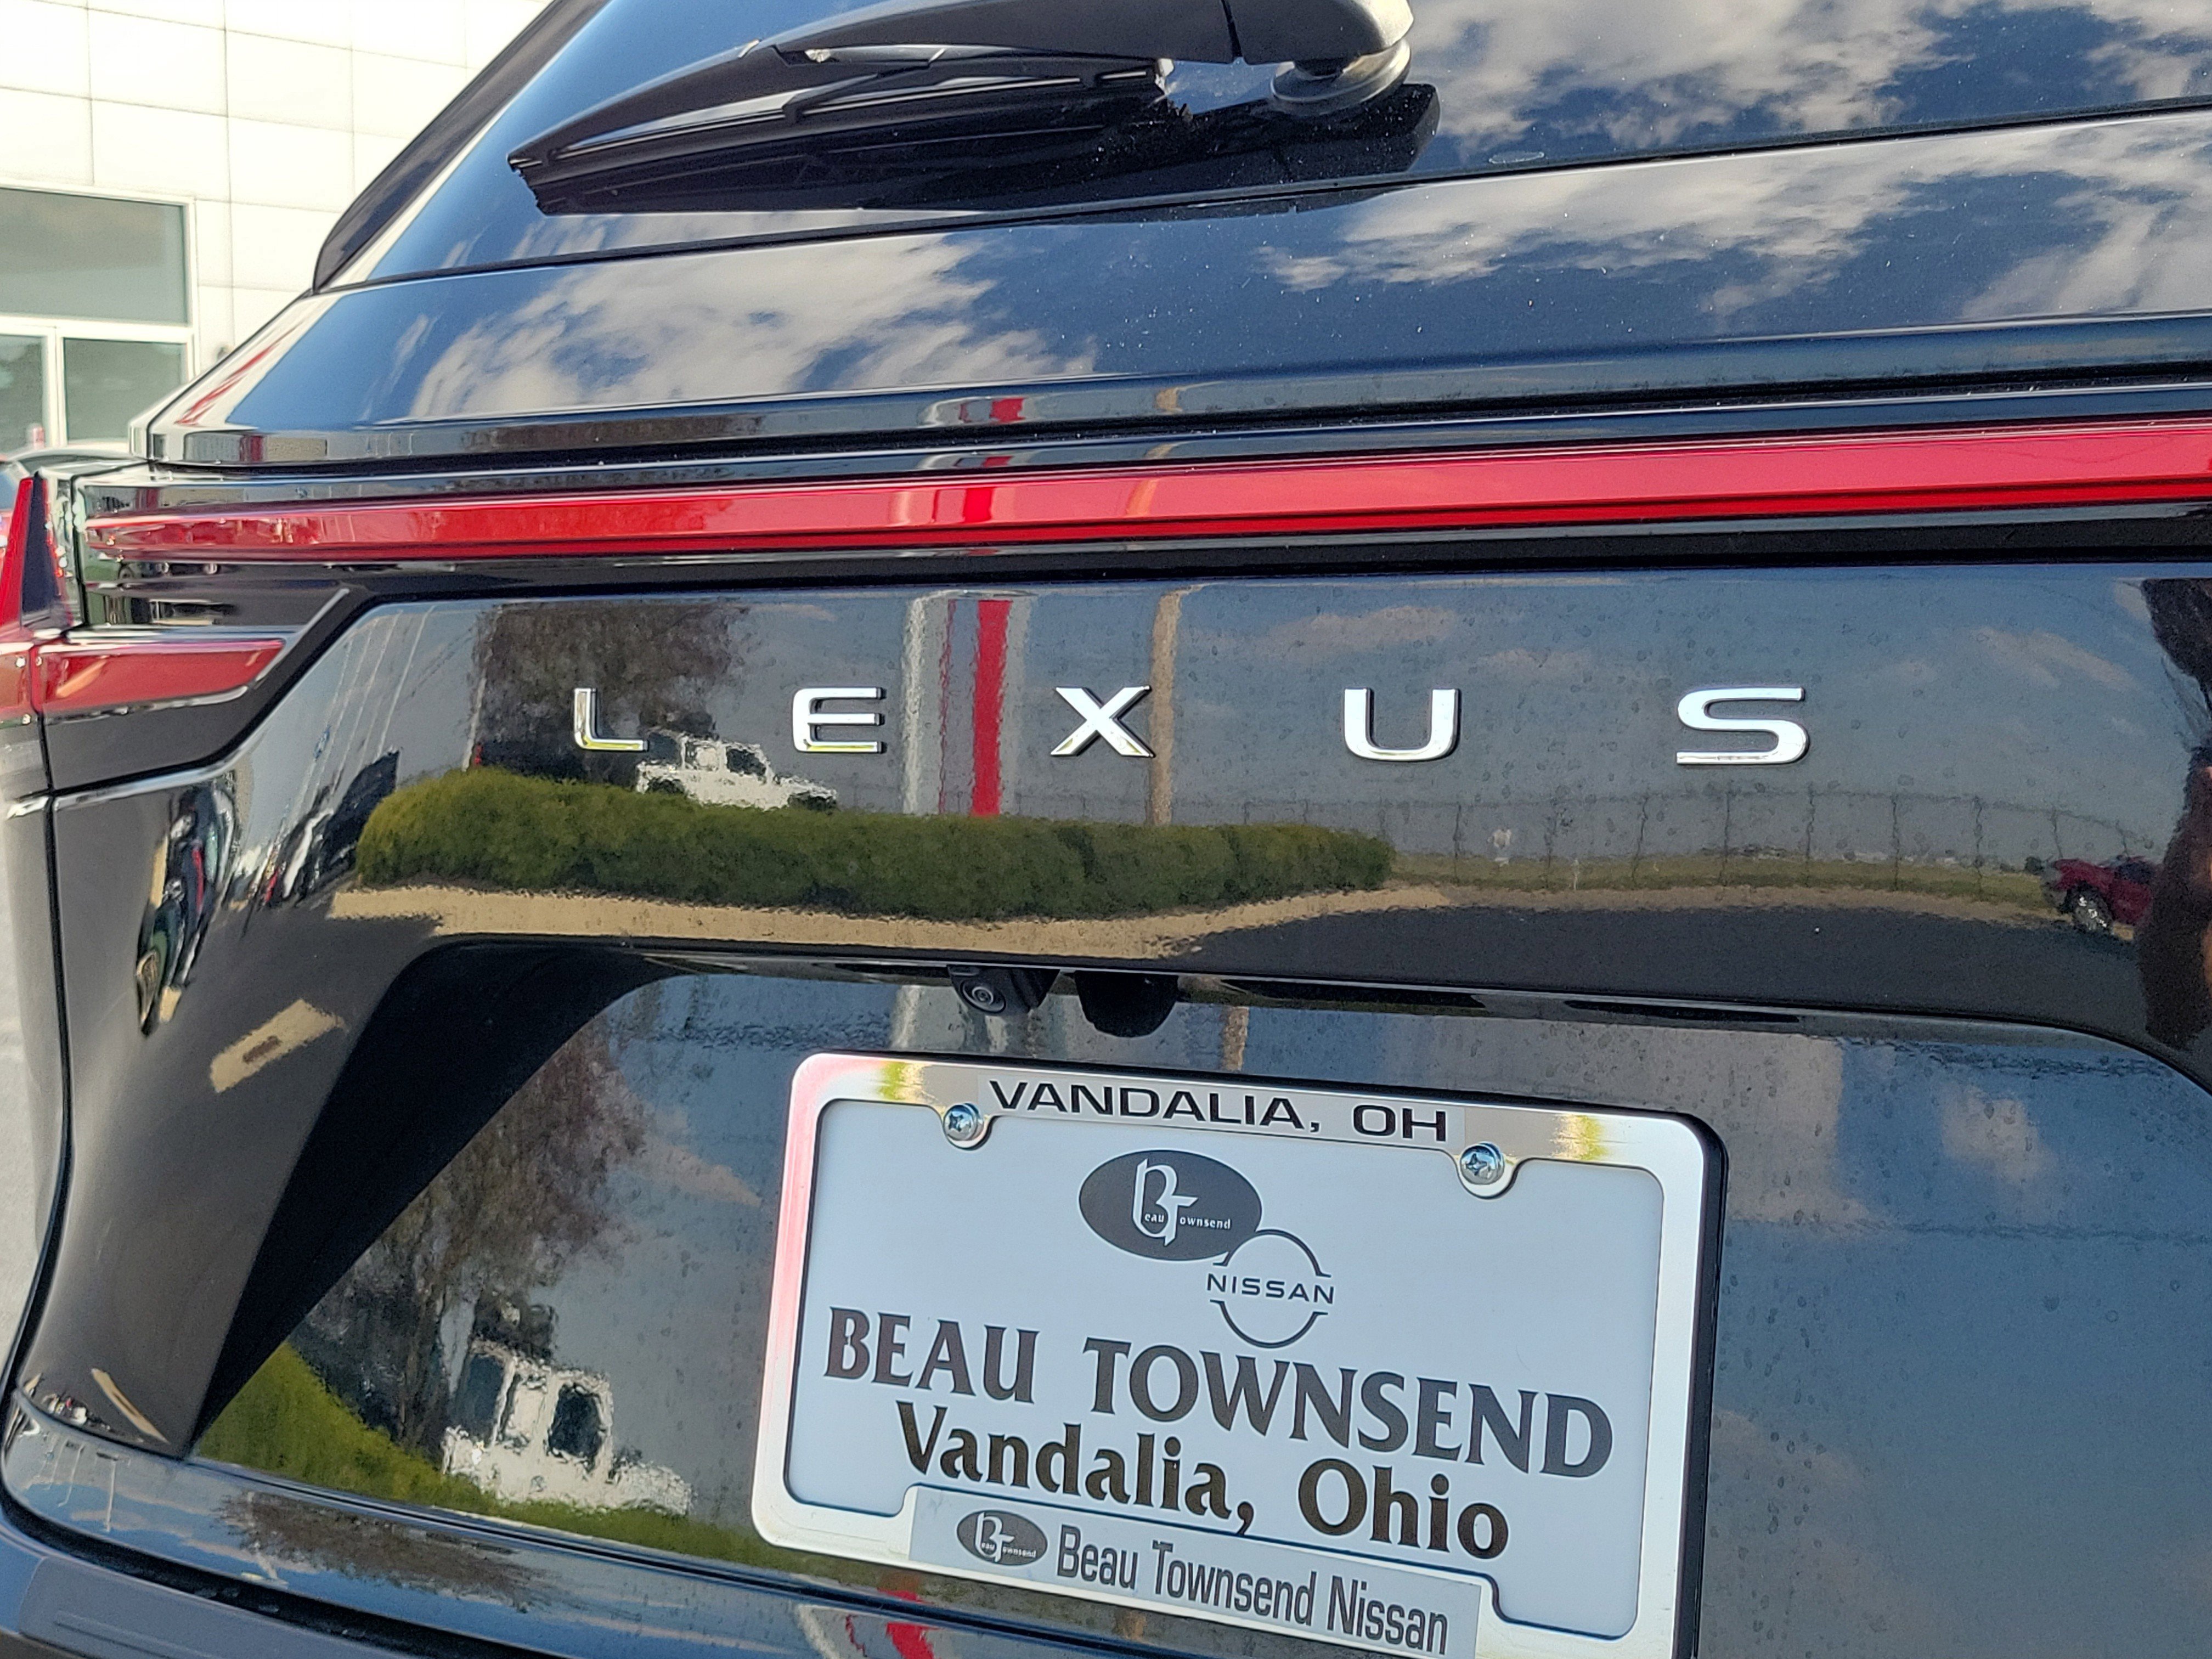 LEXUS
VANDALIA, OH
Beau Townsend
NISSAN
BEAU TOWNSEND
Vandalia, Ohio
Beau Townsend Beau Townsend Nissan